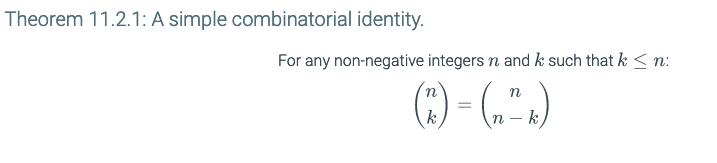 Theorem 11.2.1: A simple combinatorial identity.
For any non-negative integers n and k such that k ≤ n:
(n k) = (n n − k)